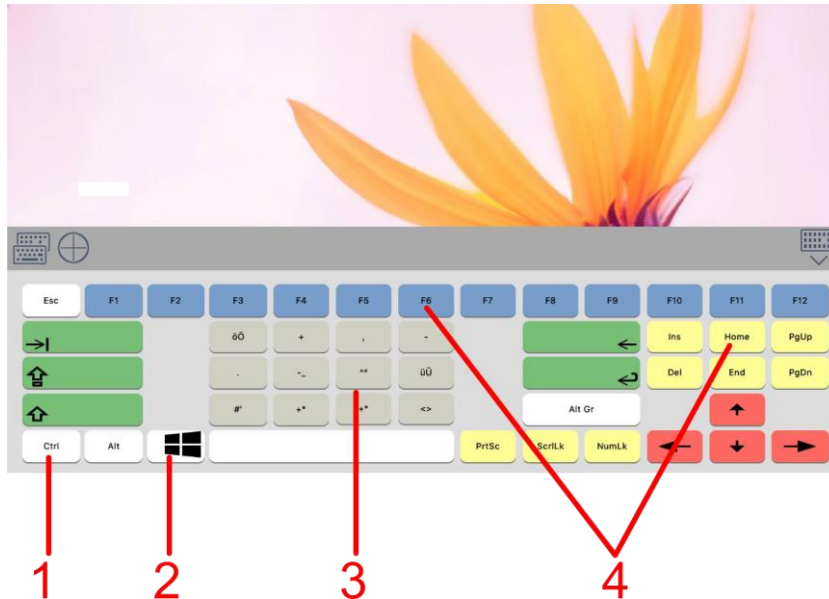 Esc F1 F2 F3 F4 F5 F6 F7 F8 F9 F10 F11 F12
öÖ + , - Ins Home PgUp
. -_ ^° üÜ Del End PgDn
#' +* +* <> Alt Gr
Ctrl Alt PrtSc ScrlLk NumLk
1 2 3 4